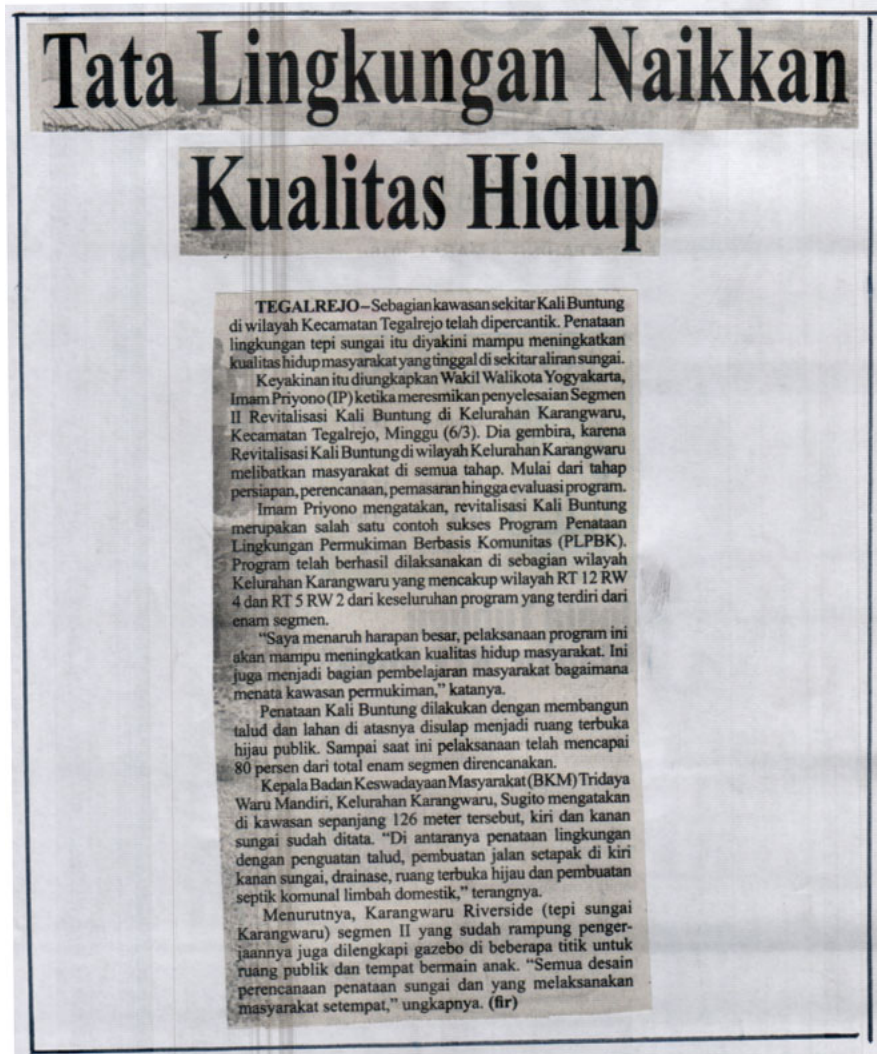 Tata Lingkungan Naikkan
Kualitas Hidup
TEGALREJO–Sebagian kawasan sekitar Kali Buntung
di wilayah Kecamatan Tegalrejo telah dipercantik. Penataan
lingkungan tepi sungai itu diyakini mampu meningkatkan
kualitas hidup masyarakat yang tinggal di sekitar aliran sungai.
Keyakinan itu diungkapkan Wakil Walikota Yogyakarta,
Imam Priyono (IP) ketika meresmikan penyelesaian Segmen
II Revitalisasi Kali Buntung di Kelurahan Karangwaru,
Kecamatan Tegalrejo, Minggu (6/3). Dia gembira, karena
Revitalisasi Kali Buntung di wilayah Kelurahan Karangwaru
melibatkan masyarakat di semua tahap. Mulai dari tahap
persiapan, perencanaan, pemasaran hingga evaluasi program.
Imam Priyono mengatakan, revitalisasi Kali Buntung
merupakan salah satu contoh sukses Program Penataan
Lingkungan Permukiman Berbasis Komunitas (PLPBK).
Program telah berhasil dilaksanakan di sebagian wilayah
Kelurahan Karangwaru yang mencakup wilayah RT 12 RW
4 dan RT 5 RW 2 dari keseluruhan program yang terdiri dari
enam segmen.
“Saya menaruh harapan besar, pelaksanaan program ini
akan mampu meningkatkan kualitas hidup masyarakat. Ini
juga menjadi bagian pembelajaran masyarakat bagaimana
menata kawasan permukiman,” katanya.
Penataan Kali Buntung dilakukan dengan membangun
talud dan lahan di atasnya disulap menjadi ruang terbuka
hijau publik. Sampai saat ini pelaksanaan telah mencapai
80 persen dari total enam segmen direncanakan.
Kepala Badan Keswadayaan Masyarakat (BKM) Tridaya
Waru Mandiri, Kelurahan Karangwaru, Sugito mengatakan
di kawasan sepanjang 126 meter tersebut, kiri dan kanan
sungai sudah ditata. “Di antaranya penataan lingkungan
dengan penguatan talud, pembuatan jalan setapak di kiri
kanan sungai, drainase, ruang terbuka hijau dan pembuatan
septik komunal limbah domestik,” terangnya.
Menurutnya, Karangwaru Riverside (tepi sungai
Karangwaru) segmen II yang sudah rampung penger-
jaannya juga dilengkapi gazebo di beberapa titik untuk
ruang publik dan tempat bermain anak. “Semua desain
perencanaan penataan sungai dan yang melaksanakan
masyarakat setempat,” ungkapnya. (fir)